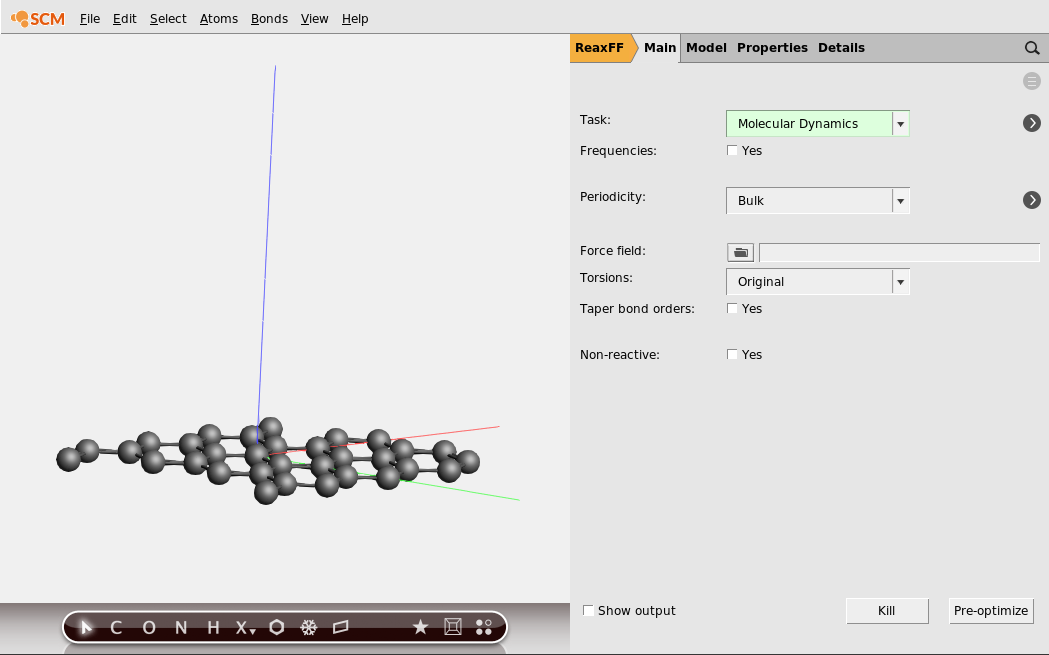 SCM File Edit Select Atoms Bonds View Help
ReaxFF Main Model Properties Details
Task: Molecular Dynamics
Frequencies: Yes
Periodicity: Bulk
Force field:
Torsions: Original
Taper bond orders: Yes
Non-reactive: Yes
Show output Kill Pre-optimize
C O N H X